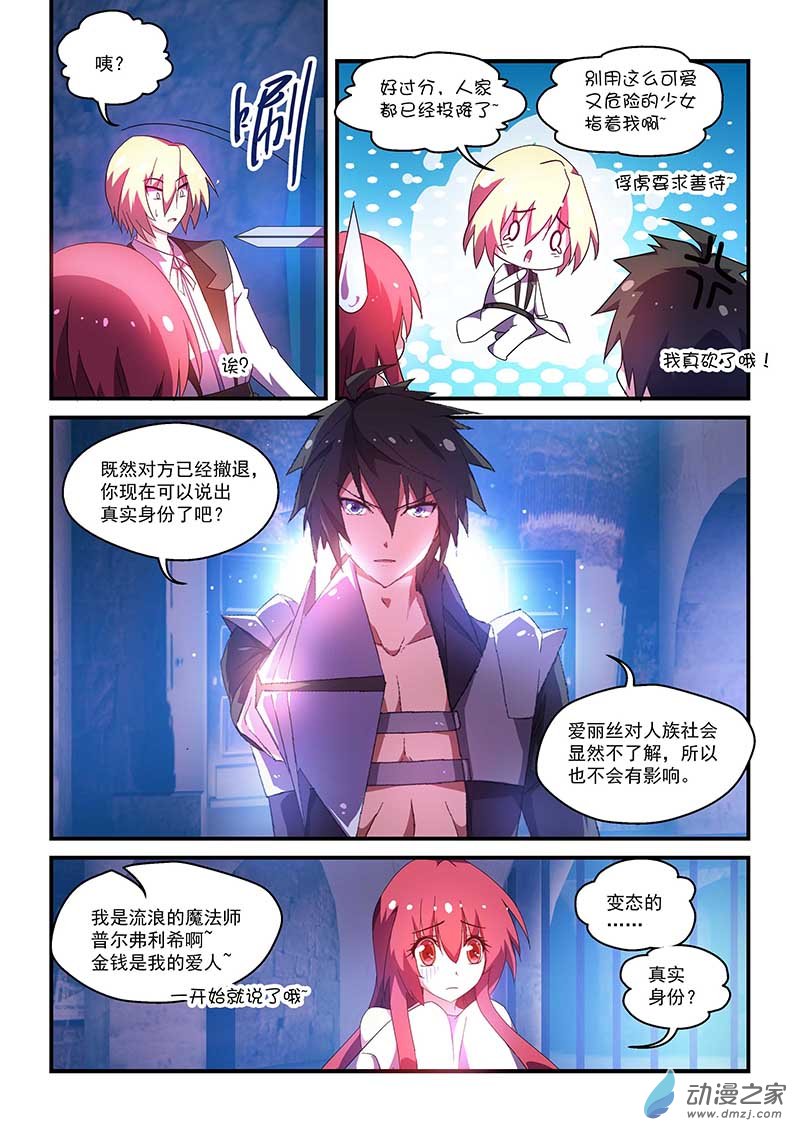 咦？
唰
诶？
好过分，人家
都已经投降了~
别用这么可爱
又危险的少女
指着我啊~
俘虏要求善待~
我真砍了哦！
既然对方已经撤退，
你现在可以说出
真实身份了吧？
爱丽丝对人族社会
显然不了解，所以
也不会有影响。
我是流浪的魔法师
普尔弗利希啊~
金钱是我的爱人~
一开始就说了哦~
变态的
……
真实
身份？
动漫之家
www.dmzj.com